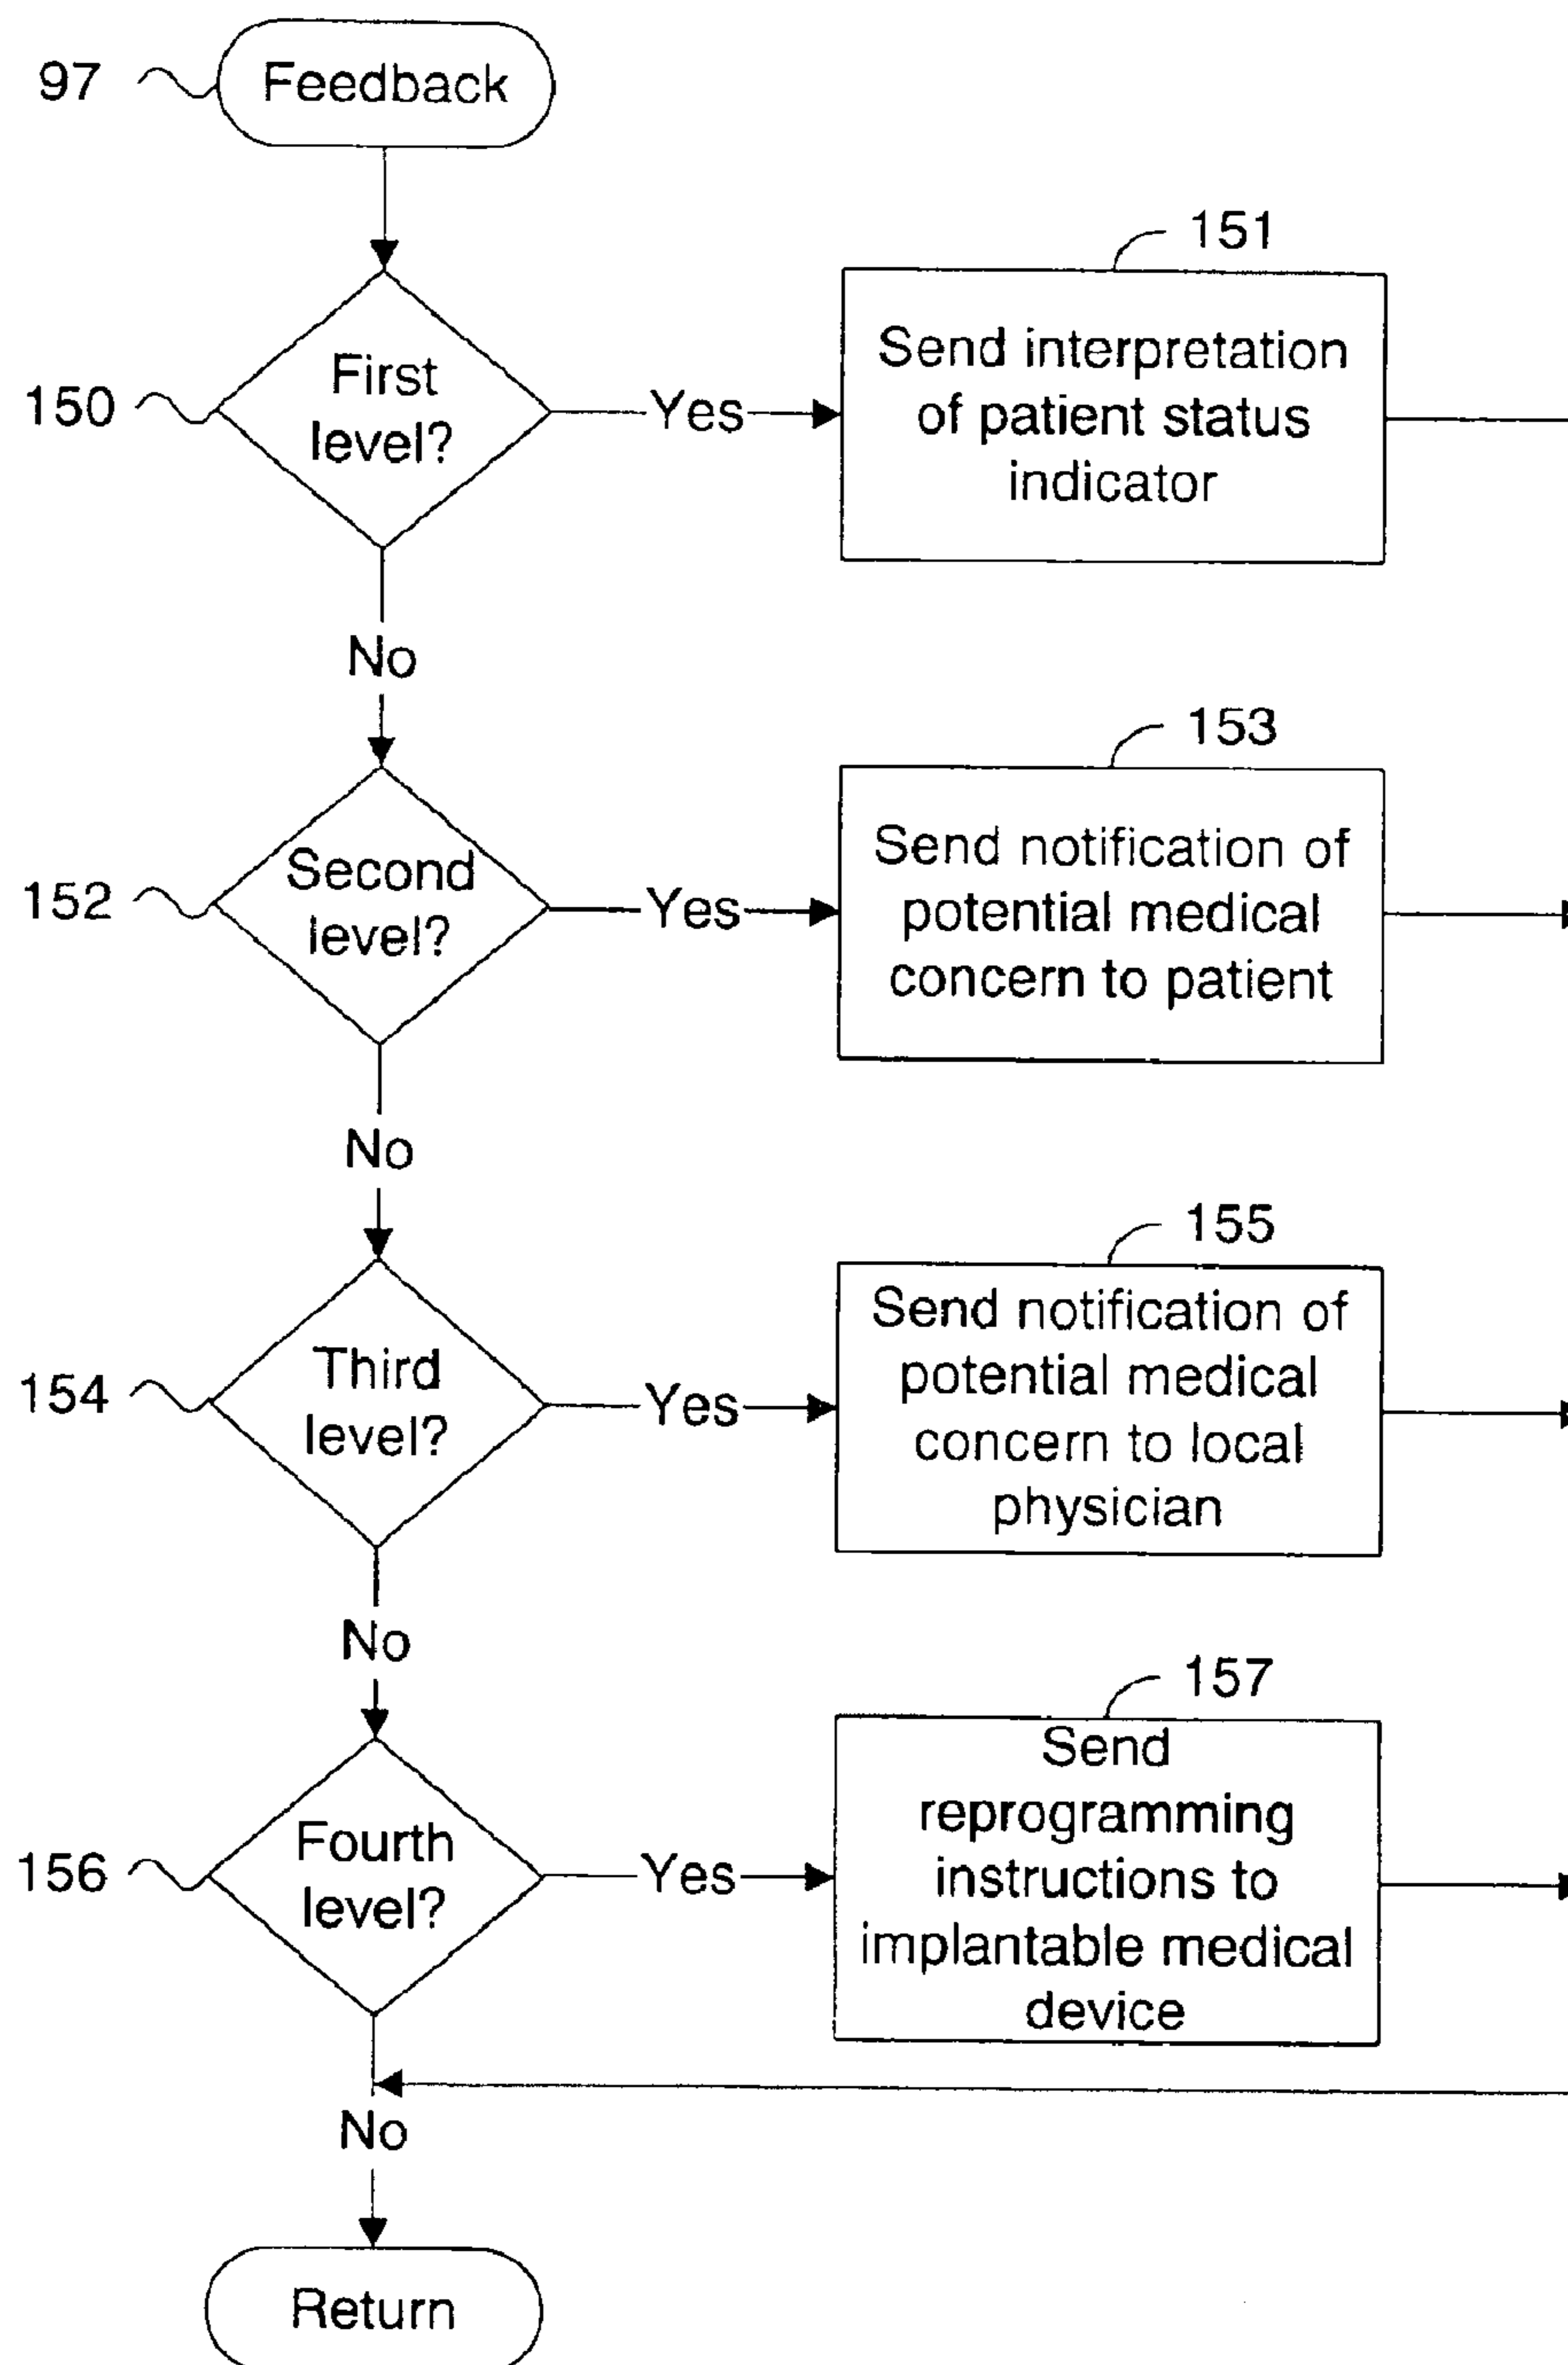 97
Feedback
151
150
First
level?
Yes
Send interpretation
of patient status
indicator
No
153
152
Second
level?
Yes
Send notification of
potential medical
concern to patient
No
155
154
Third
level?
Yes
Send notification of
potential medical
concern to local
physician
No
157
156
Fourth
level?
Yes
Send
reprogramming
instructions to
implantable medical
device
No
Return